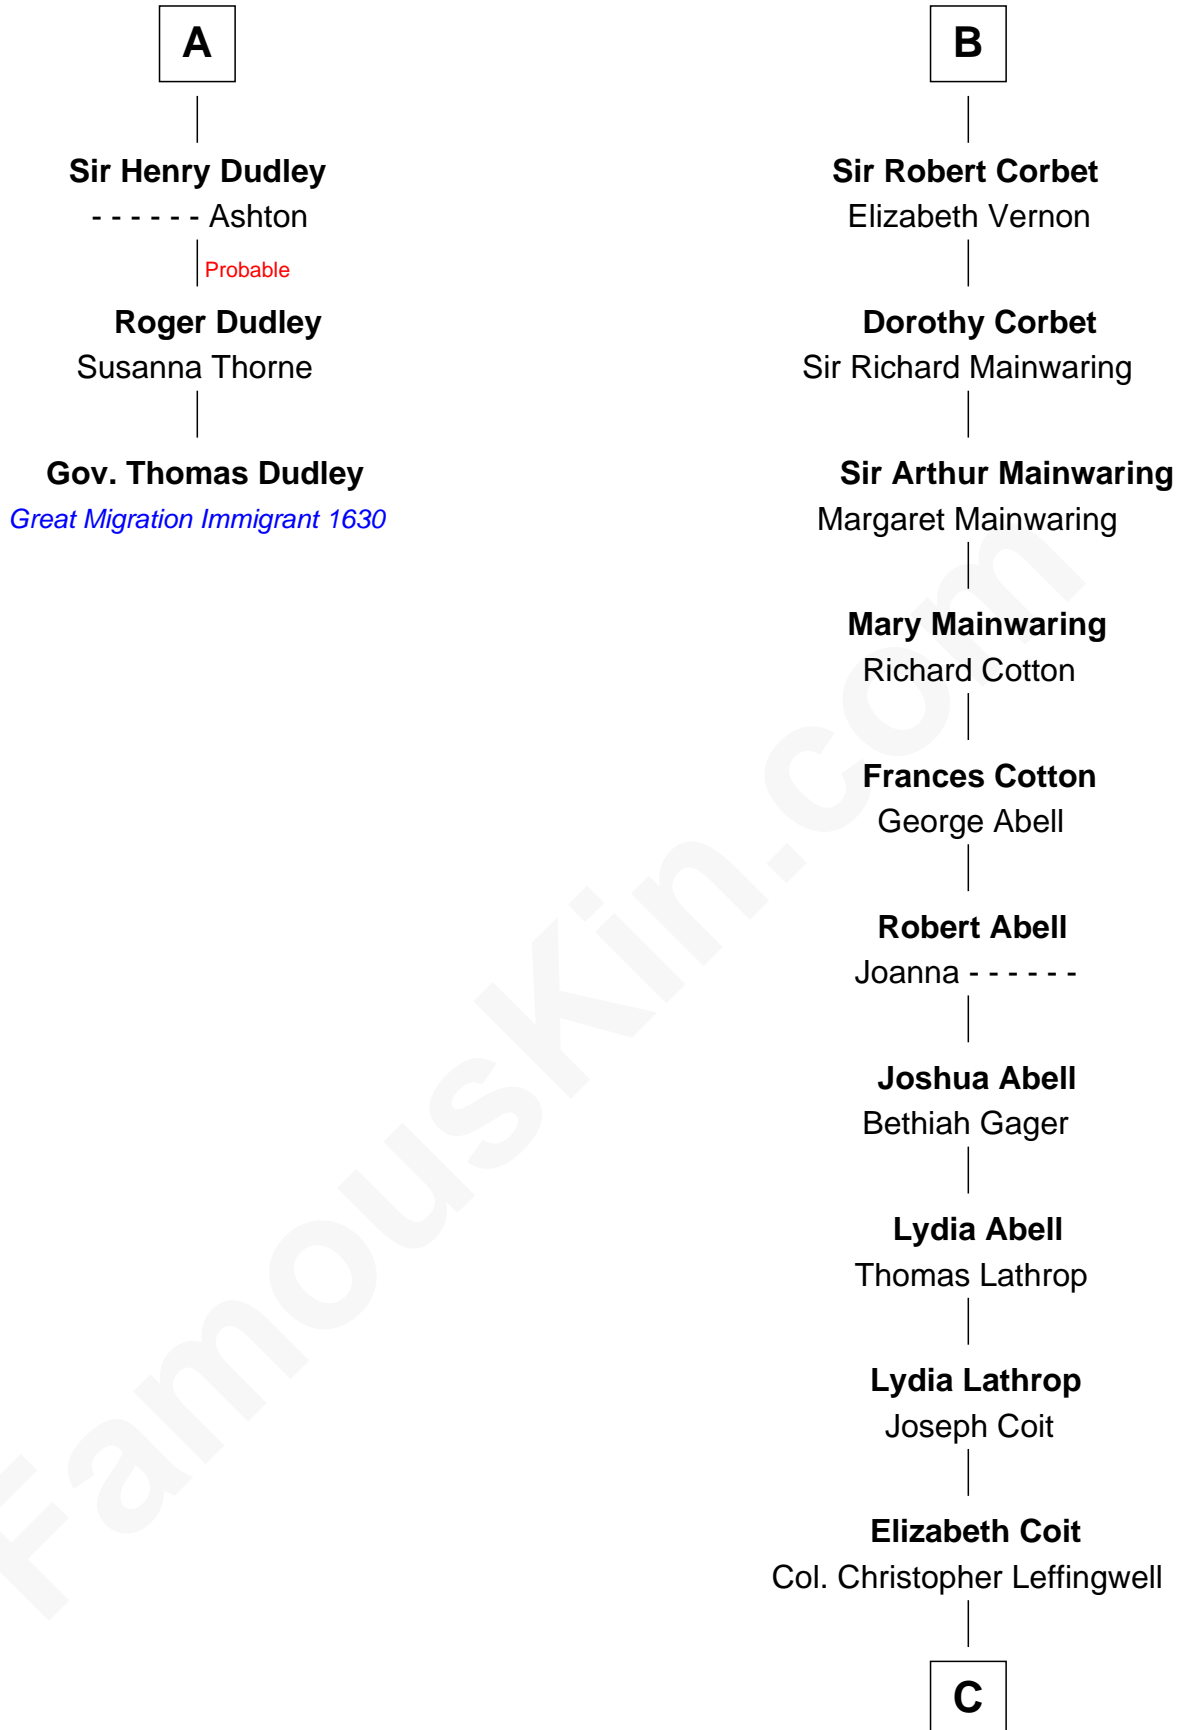 A
Sir Henry Dudley
- - - - - - Ashton
Probable
Roger Dudley
Susanna Thorne
Gov. Thomas Dudley
Great Migration Immigrant 1630
B
Sir Robert Corbet
Elizabeth Vernon
Dorothy Corbet
Sir Richard Mainwaring
Sir Arthur Mainwaring
Margaret Mainwaring
Mary Mainwaring
Richard Cotton
Frances Cotton
George Abell
Robert Abell
Joanna - - - - - -
Joshua Abell
Bethiah Gager
Lydia Abell
Thomas Lathrop
Lydia Lathrop
Joseph Coit
Elizabeth Coit
Col. Christopher Leffingwell
C
FamousKin.com